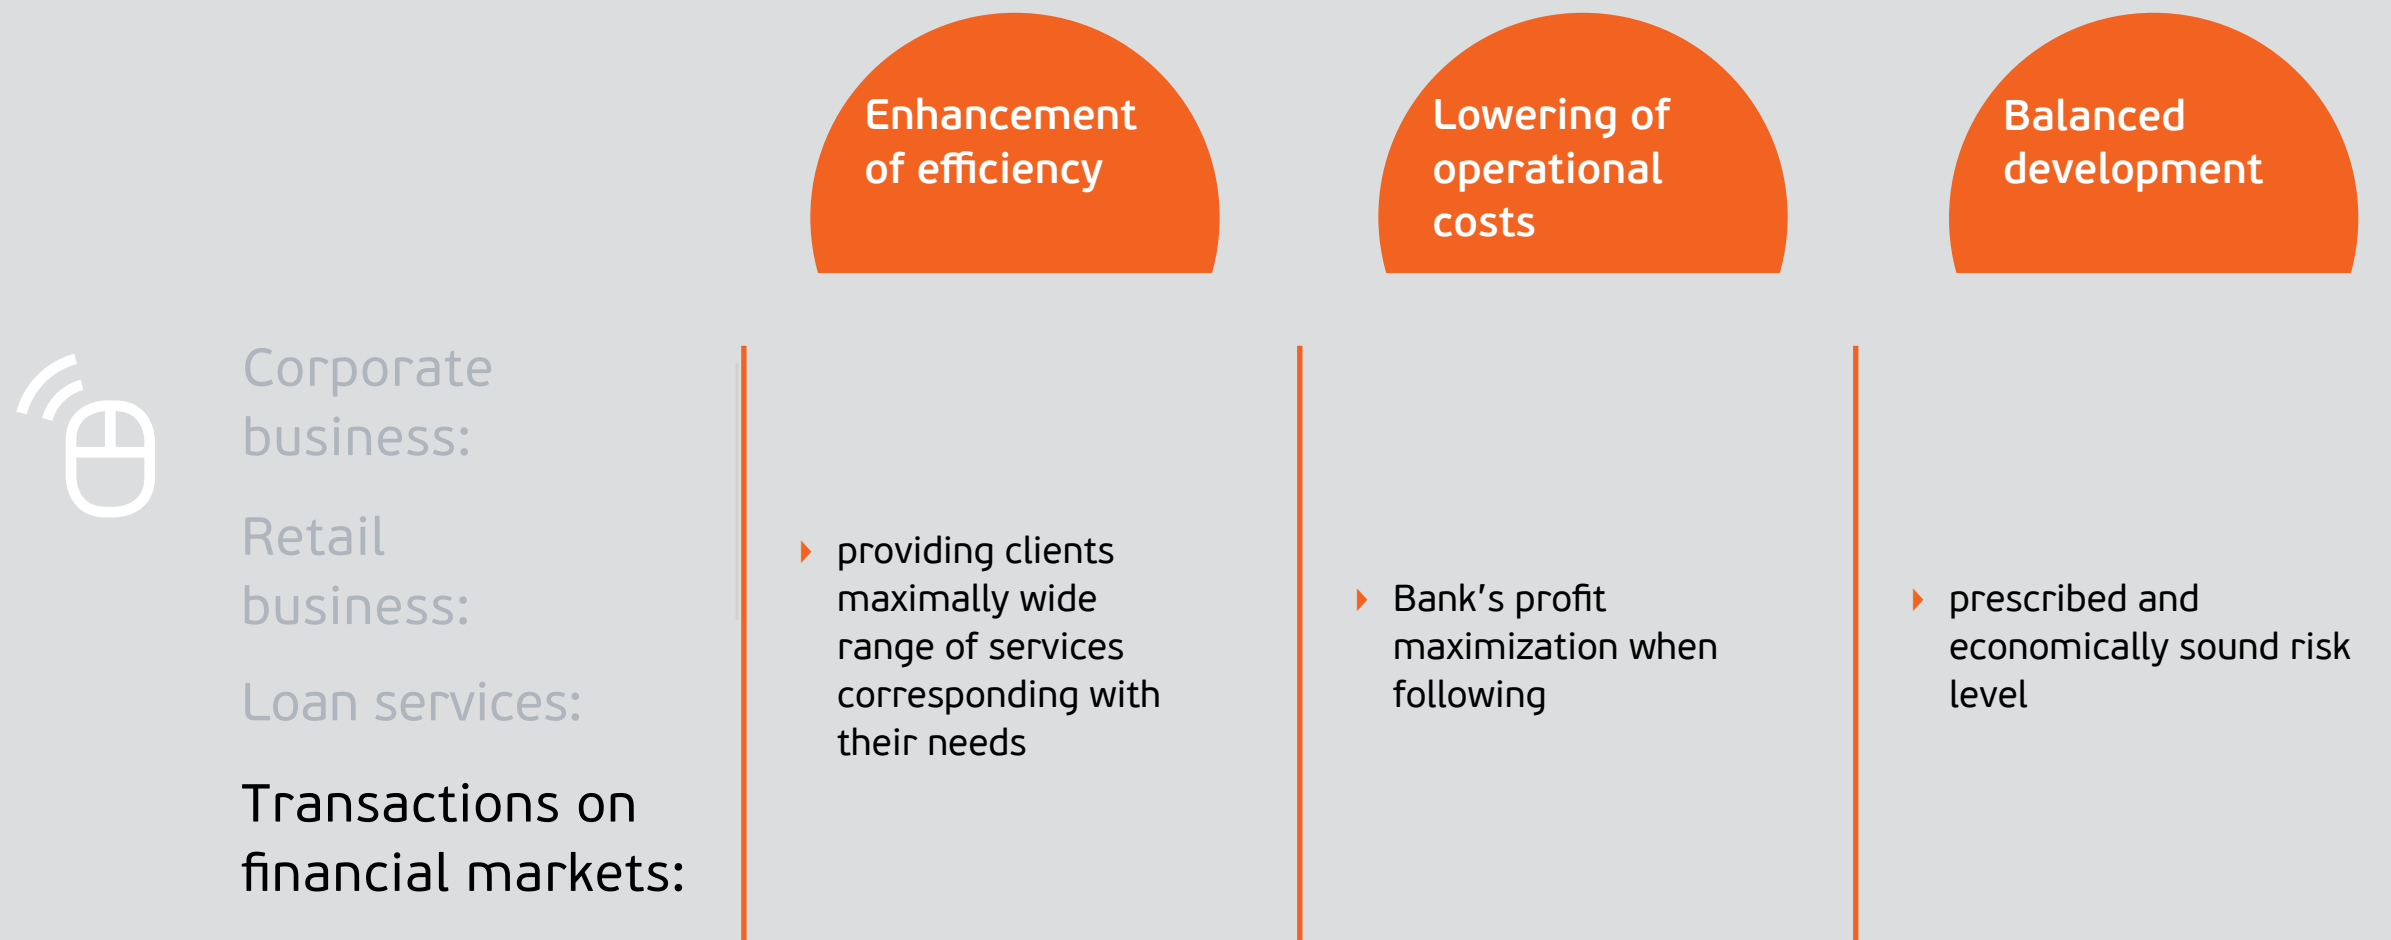 Enhancement
of efficiency
Lowering of
operational
costs
Balanced
development
Corporate
business:
Retail
business:
Loan services:
Transactions on
financial markets:
providing clients
maximally wide
range of services
corresponding with
their needs
Bank's profit
maximization when
following
prescribed and
economically sound risk
level